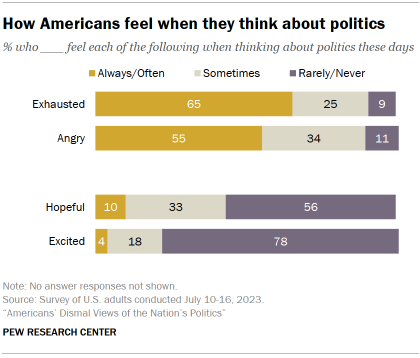 How Americans feel when they think about politics
% who ___ feel each of the following when thinking about politics these days
Always/Often Sometimes Rarely/Never
Exhausted 65 25 9
Angry 55 34 11
Hopeful 10 33 56
Excited 4 18 78
Note: No answer responses not shown.
Source: Survey of U.S. adults conducted July 10-16, 2023.
“Americans’ Dismal Views of the Nation’s Politics”
PEW RESEARCH CENTER